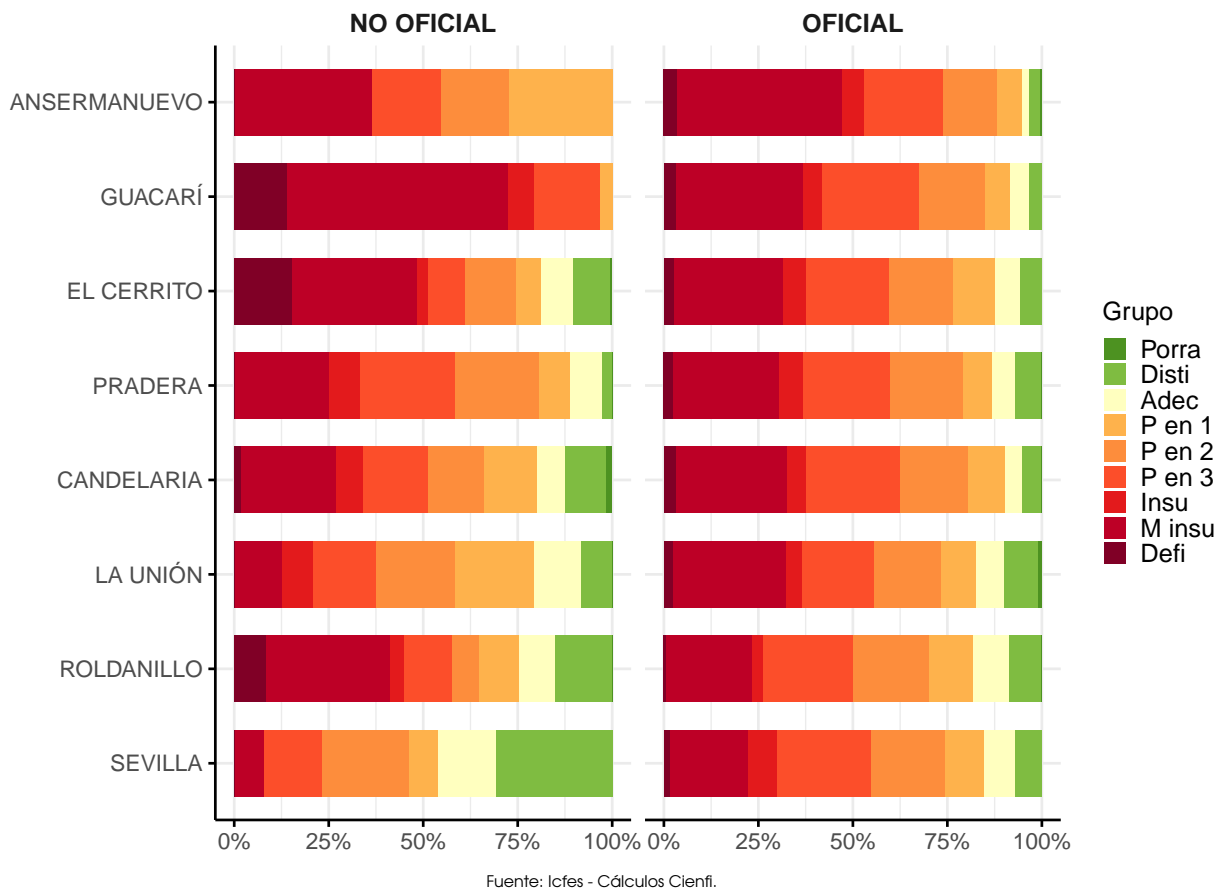 NO OFICIAL
OFICIAL
ANSERMANUEVO
GUACARÍ
EL CERRITO
PRADERA
CANDELARIA
LA UNIÓN
ROLDANILLO
SEVILLA
0% 25% 50% 75% 100%
0% 25% 50% 75% 100%
Grupo
Porra
Disti
Adec
P en 1
P en 2
P en 3
Insu
M insu
Defi
Fuente: Icfes - Cálculos Cienfi.